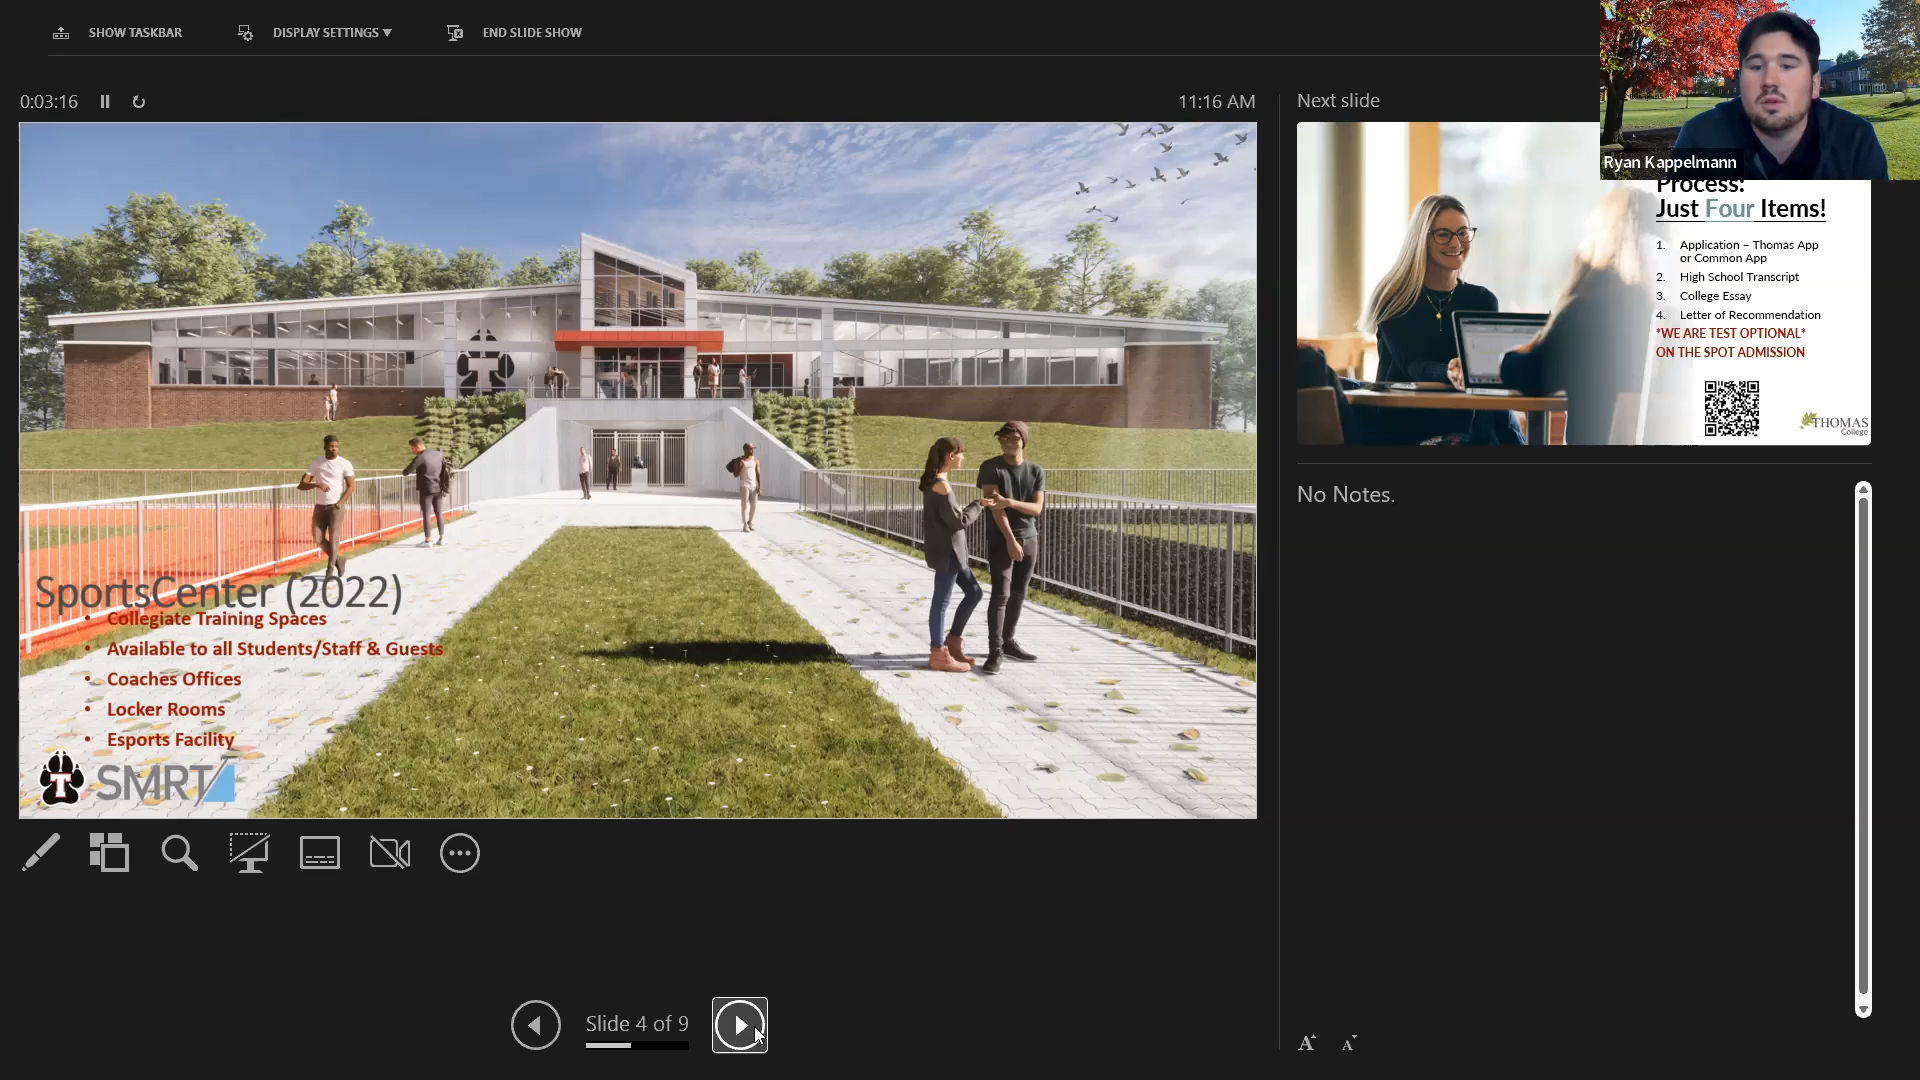 SHOW TASKBAR
DISPLAY SETTINGS ▼
END SLIDE SHOW
0:03:16
11:16 AM
Next slide
Ryan Kappelmann
T
SportsCenter (2022)
• Collegiate Training Spaces
• Available to all Students/Staff & Guests
• Coaches Offices
• Locker Rooms
• Esports Facility
T SMRT
Process:
Just Four Items!
1. Application – Thomas App
or Common App
2. High School Transcript
3. College Essay
4. Letter of Recommendation
*WE ARE TEST OPTIONAL*
ON THE SPOT ADMISSION
THOMAS
College
No Notes.
Slide 4 of 9
A
A